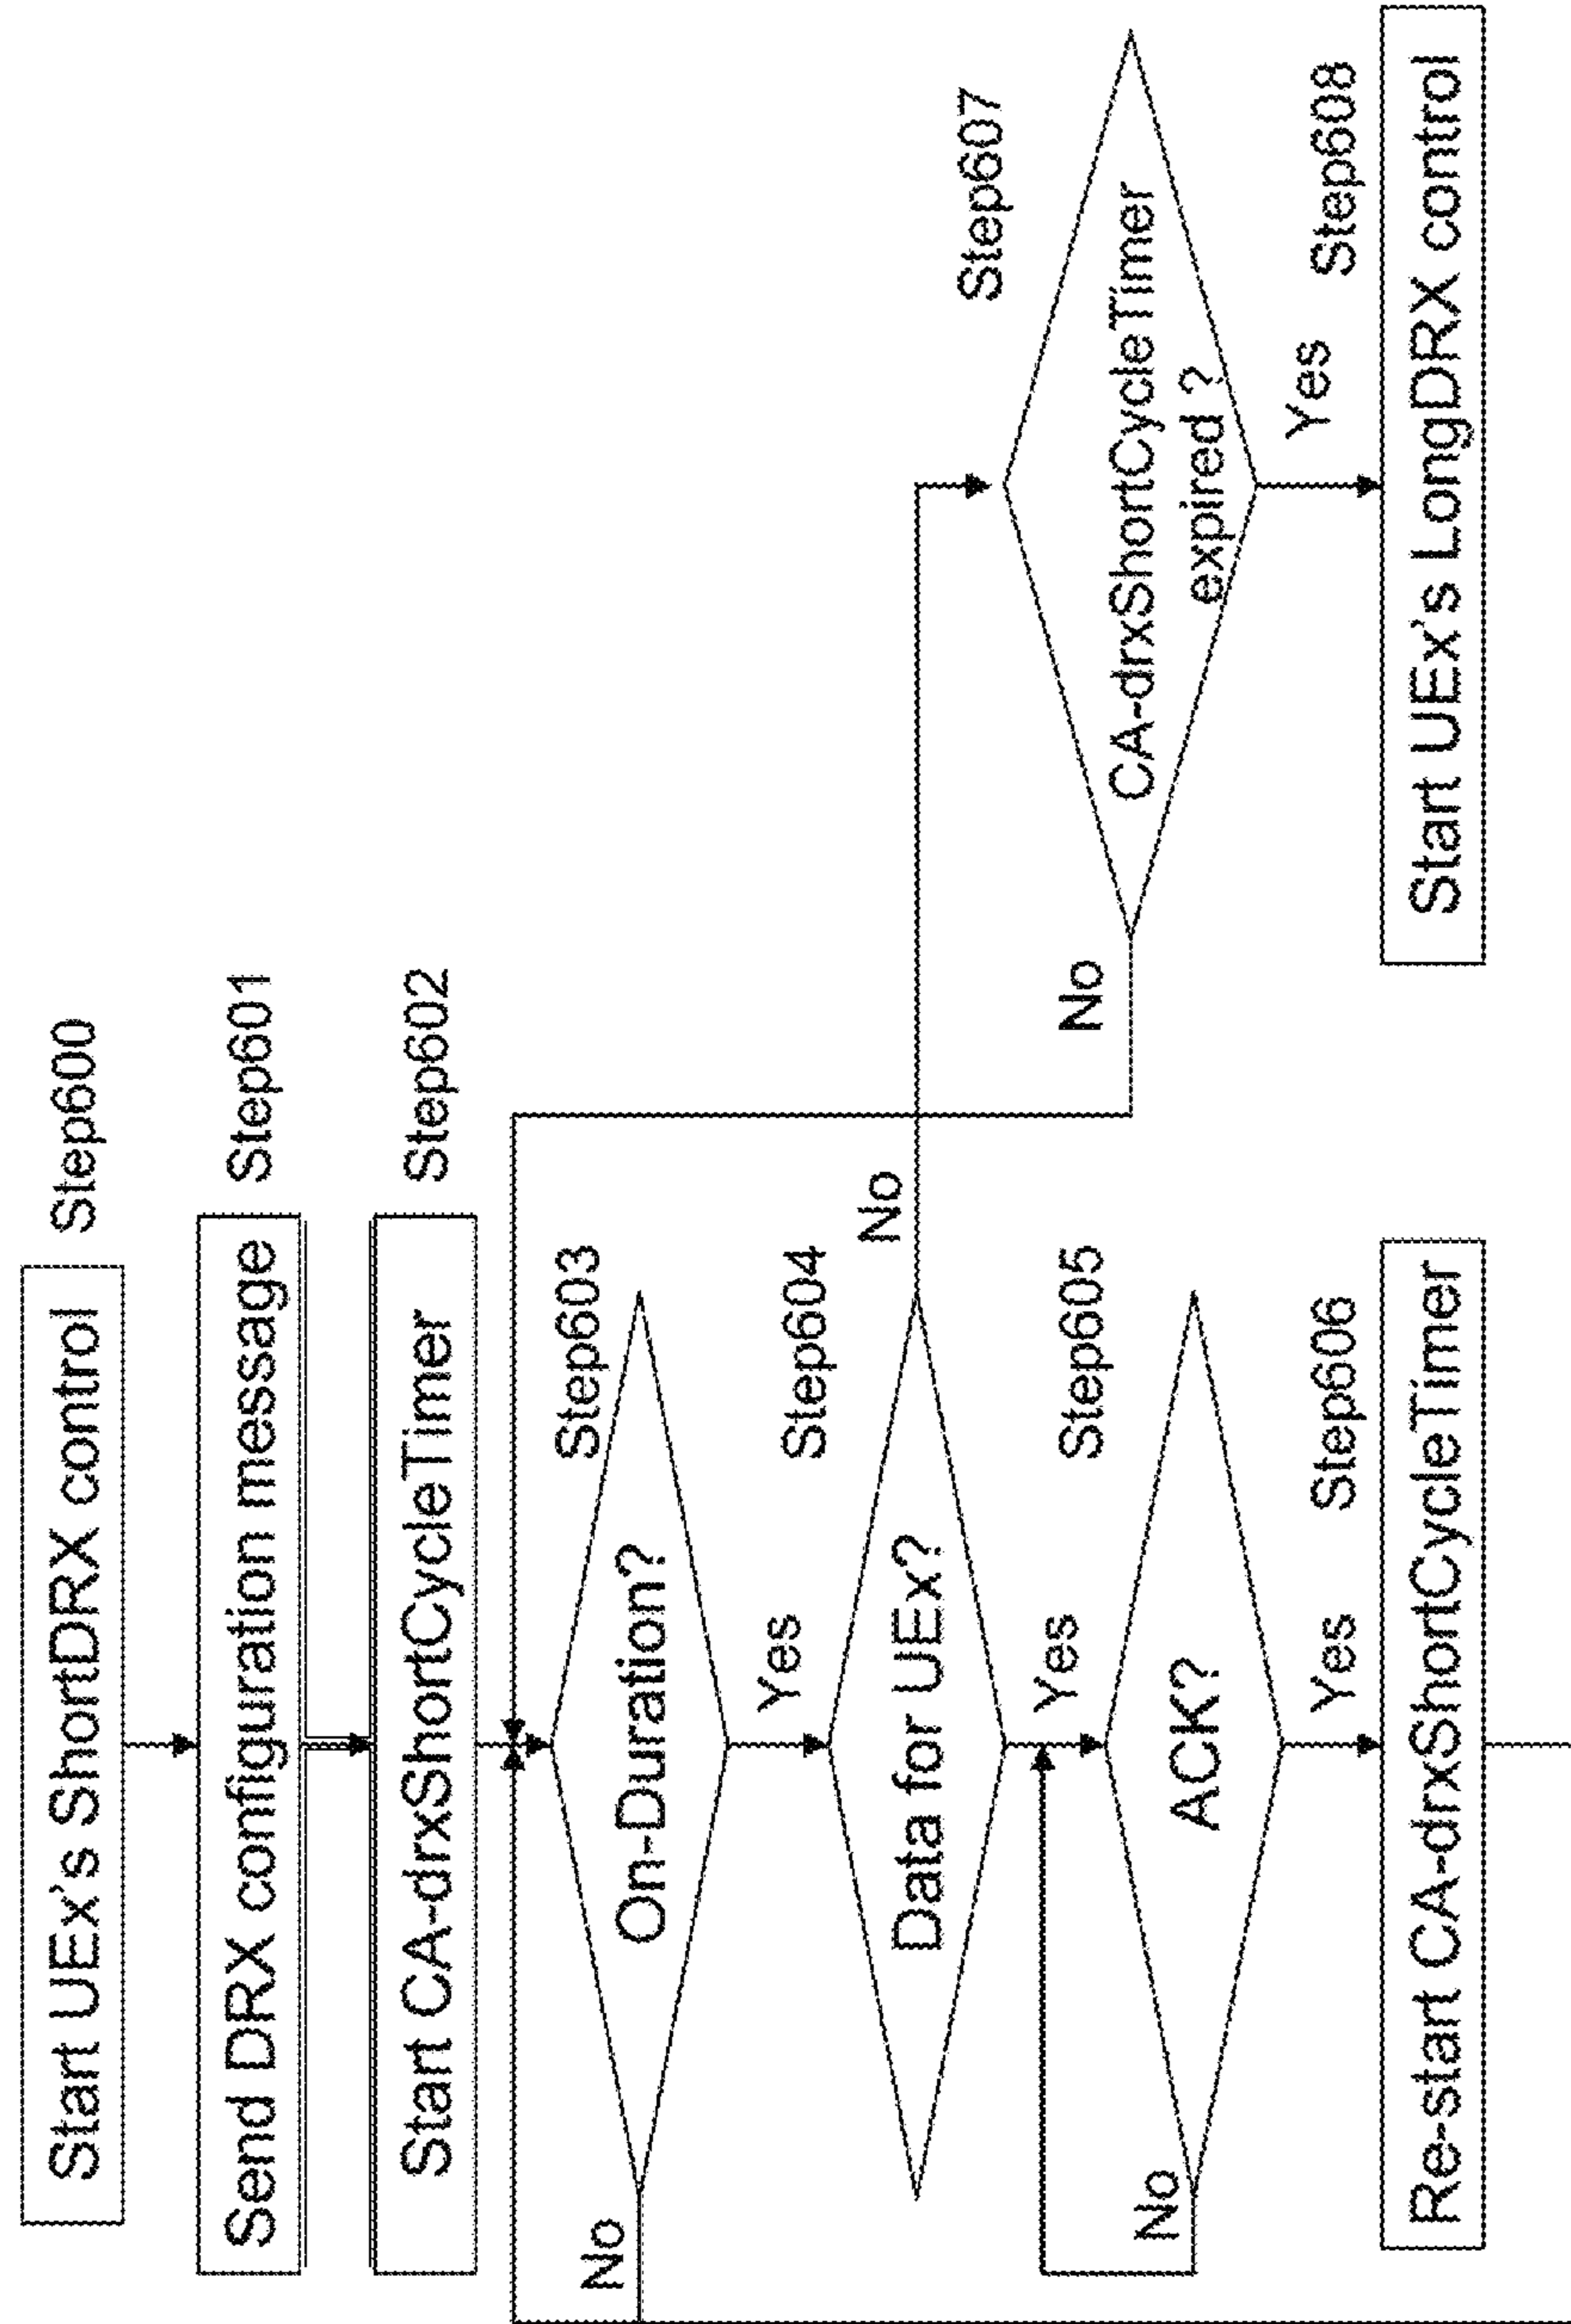 Start UEx's ShortDRX control
Step600
Send DRX configuration message
Step601
Start CA-drxShortCycleTimer
Step602
On-Duration?
Step603
No
Yes
Data for UEx?
Step604
No
Yes
ACK?
Step605
No
Yes
Re-start CA-drxShortCycleTimer
Step606
CA-drxShortCycleTimer
expired ?
Step607
No
Yes
Start UEx's LongDRX control
Step608